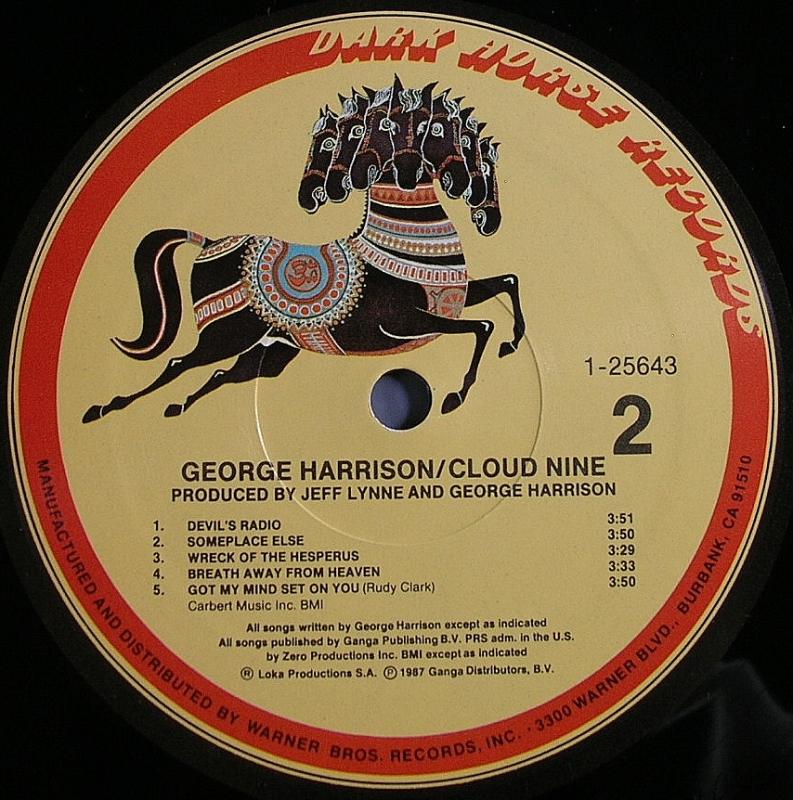 DARK HORSE RECORDS
1-25643
2
GEORGE HARRISON/CLOUD NINE
PRODUCED BY JEFF LYNNE AND GEORGE HARRISON
1. DEVIL'S RADIO 3:51
2. SOMEPLACE ELSE 3:50
3. WRECK OF THE HESPERUS 3:29
4. BREATH AWAY FROM HEAVEN 3:33
5. GOT MY MIND SET ON YOU (Rudy Clark) 3:50
Carbert Music Inc. BMI
All songs written by George Harrison except as indicated
All songs published by Ganga Publishing B.V. PRS adm. in the U.S.
by Zero Productions Inc. BMI except as indicated
® Loka Productions S.A. ℗ 1987 Ganga Distributors, B.V.
MANUFACTURED AND DISTRIBUTED BY WARNER BROS. RECORDS, INC. · 3300 WARNER BLVD., BURBANK, CA 91510
ॐ